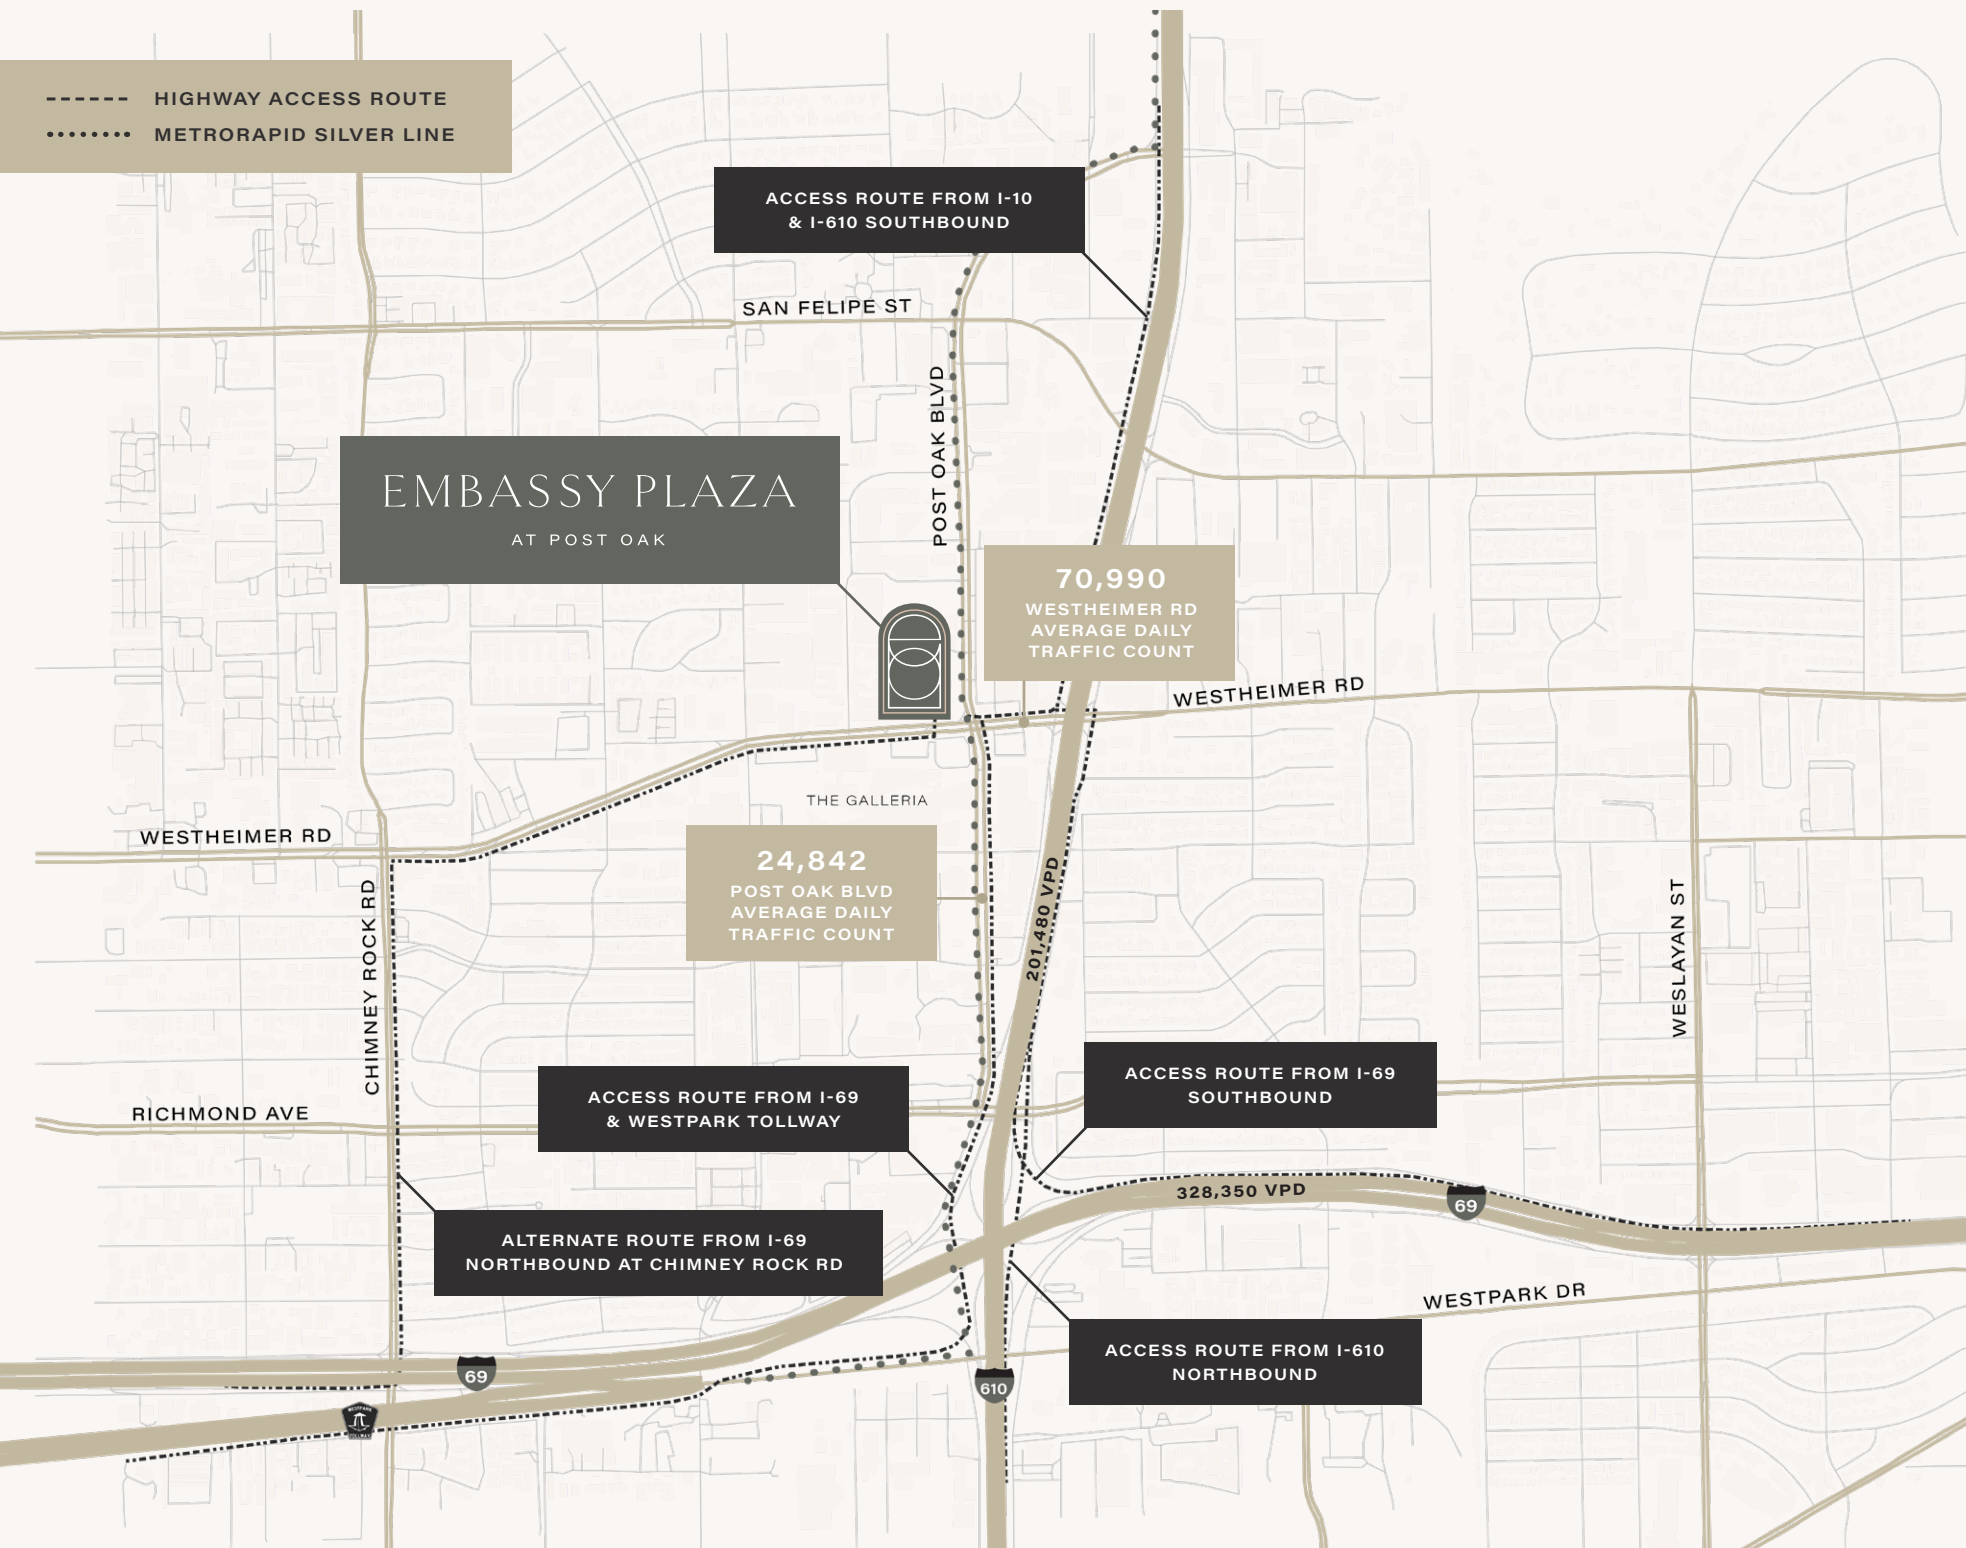 HIGHWAY ACCESS ROUTE
METRORAPID SILVER LINE
ACCESS ROUTE FROM I-10
& I-610 SOUTHBOUND
SAN FELIPE ST
POST OAK BLVD
EMBASSY PLAZA
AT POST OAK
70,990
WESTHEIMER RD
AVERAGE DAILY
TRAFFIC COUNT
WESTHEIMER RD
THE GALLERIA
WESTHEIMER RD
24,842
POST OAK BLVD
AVERAGE DAILY
TRAFFIC COUNT
201,480 VPD
CHIMNEY ROCK RD
WESLAYAN ST
ACCESS ROUTE FROM I-69
SOUTHBOUND
ACCESS ROUTE FROM I-69
& WESTPARK TOLLWAY
RICHMOND AVE
328,350 VPD
69
ALTERNATE ROUTE FROM I-69
NORTHBOUND AT CHIMNEY ROCK RD
WESTPARK DR
ACCESS ROUTE FROM I-610
NORTHBOUND
69
610
WESTPARK
TOLLWAY